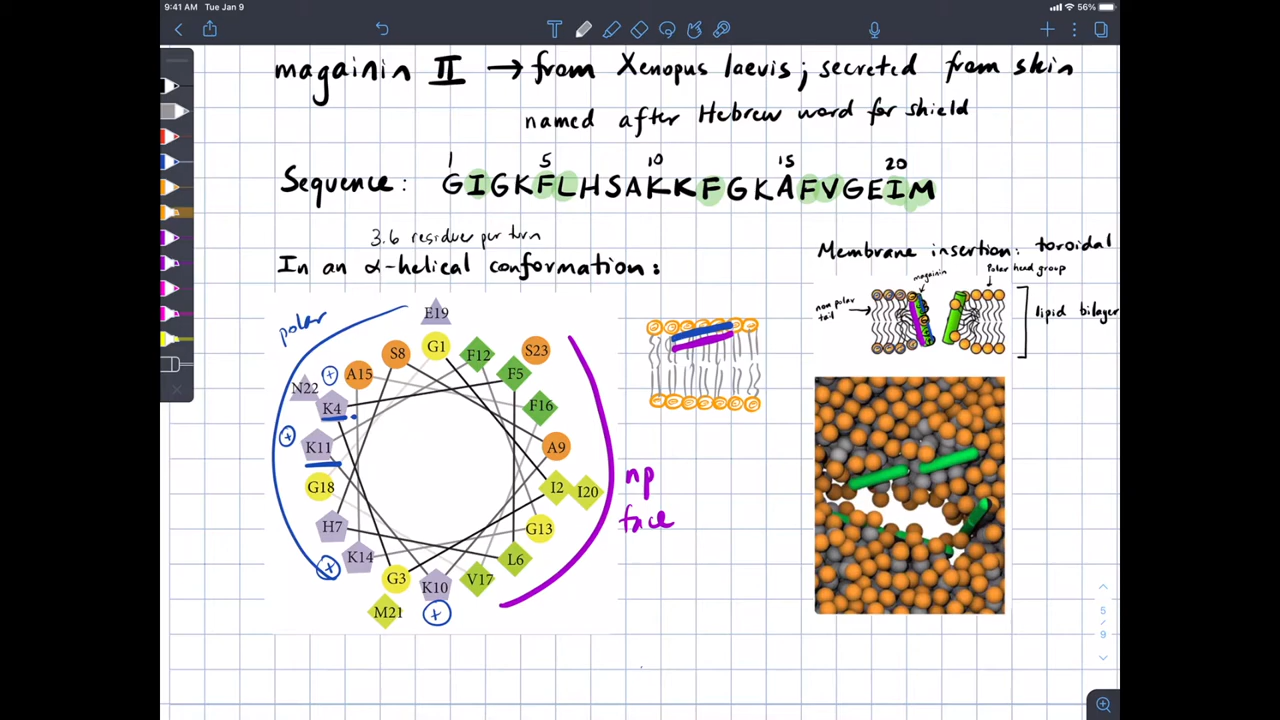 9:41 AM Tue Jan 9
56%
magainin II → from Xenopus laevis; secreted from skin
named after Hebrew word for shield
1 5 10 15 20
Sequence: GIGKFLHSAKKFGKAFVGEIM
3.6 residue per turn
In an α-helical conformation:
Membrane insertion: toroidal
magainin
Polar head group
non polar
tail
lipid bilayer
polar
E19
G1
S8
F12
S23
A15
F5
N22
K4
F16
K11
A9
G18
I2
I20
H7
G13
K14
L6
G3
K10
V17
M21
+
+
+
+
np
face
5
/
9